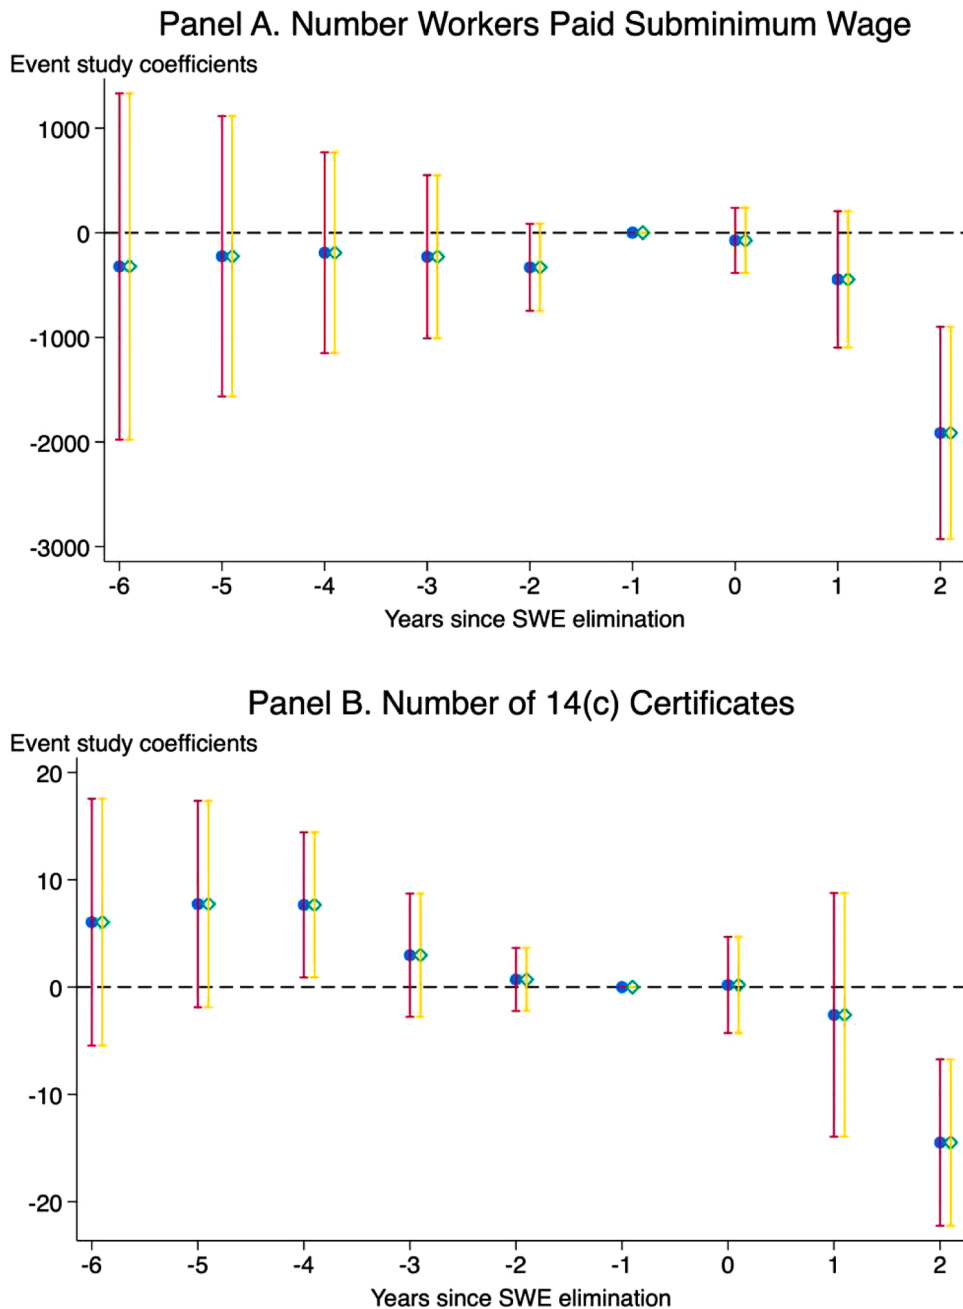 Panel A. Number Workers Paid Subminimum Wage
Event study coefficients
1000
0
-1000
-2000
-3000
-6 -5 -4 -3 -2 -1 0 1 2
Years since SWE elimination
Panel B. Number of 14(c) Certificates
Event study coefficients
20
10
0
-10
-20
-6 -5 -4 -3 -2 -1 0 1 2
Years since SWE elimination